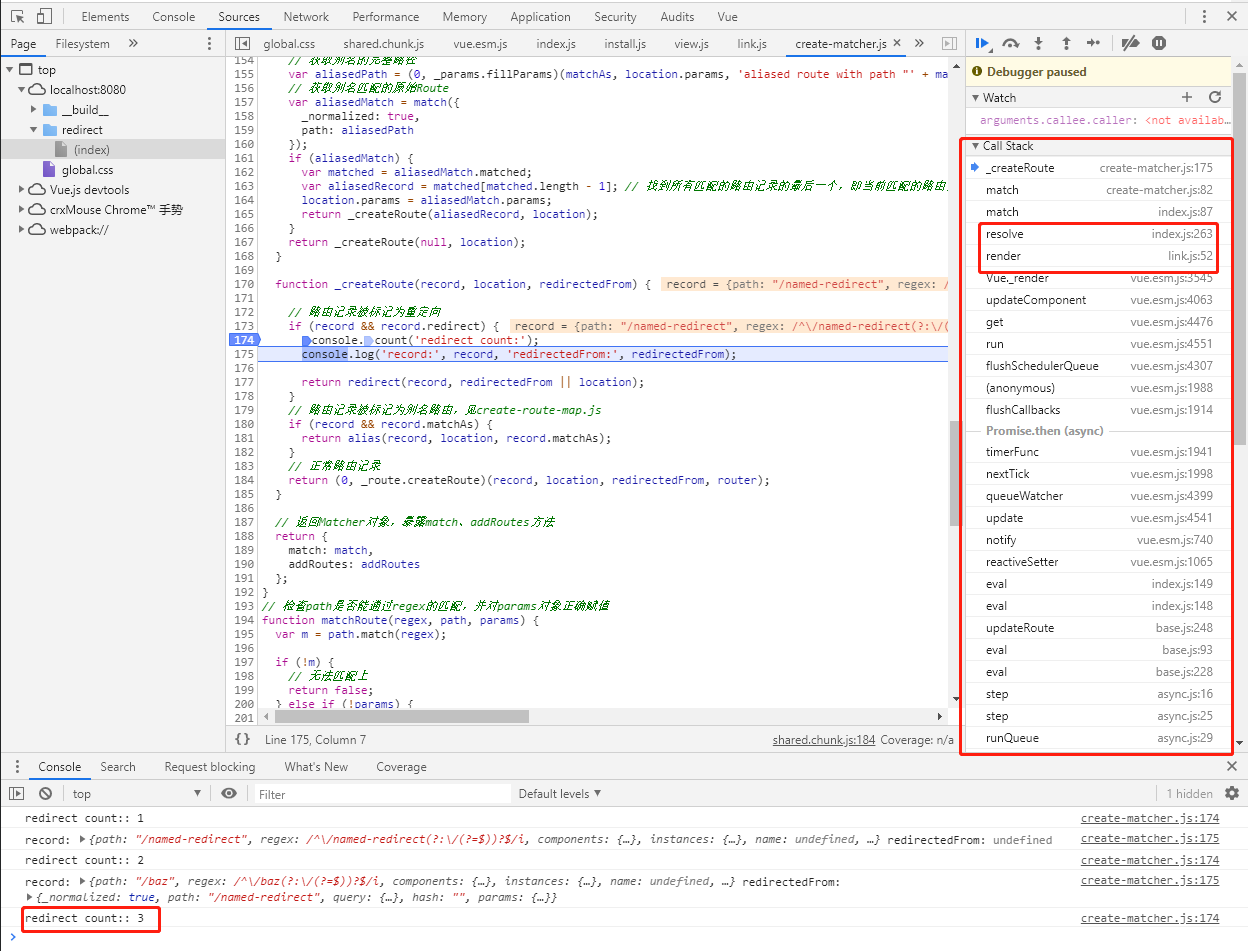 Elements Console Sources Network Performance Memory Application Security Audits Vue
Page Filesystem »
global.css shared.chunk.js vue.esm.js index.js install.js view.js link.js create-matcher.js × »
top
localhost:8080
__build__
redirect
(index)
global.css
Vue.js devtools
crxMouse Chrome™ 手势
webpack://
154 // 获取别名的完整路径
155 var aliasedPath = (0, _params.fillParams)(matchAs, location.params, 'aliased route with path "' + ma
156 // 获取别名匹配的原始Route
157 var aliasedMatch = match({
158 _normalized: true,
159 path: aliasedPath
160 });
161 if (aliasedMatch) {
162 var matched = aliasedMatch.matched;
163 var aliasedRecord = matched[matched.length - 1]; // 找到所有匹配的路由记录的最后一个，即当前匹配的路由
164 location.params = aliasedMatch.params;
165 return _createRoute(aliasedRecord, location);
166 }
167 return _createRoute(null, location);
168 }
169
170 function _createRoute(record, location, redirectedFrom) { record = {path: "/named-redirect", regex: /
171
172 // 路由记录被标记为重定向
173 if (record && record.redirect) { record = {path: "/named-redirect", regex: /^\/named-redirect(?:\/(
174 console.count('redirect count:');
175 console.log('record:', record, 'redirectedFrom:', redirectedFrom);
176
177 return redirect(record, redirectedFrom || location);
178 }
179 // 路由记录被标记为别名路由，见create-route-map.js
180 if (record && record.matchAs) {
181 return alias(record, location, record.matchAs);
182 }
183 // 正常路由记录
184 return (0, _route.createRoute)(record, location, redirectedFrom, router);
185 }
186
187 // 返回Matcher对象，暴露match、addRoutes方法
188 return {
189 match: match,
190 addRoutes: addRoutes
191 };
192 }
193 // 检查path是否能通过regex的匹配，并对params对象正确赋值
194 function matchRoute(regex, path, params) {
195 var m = path.match(regex);
196
197 if (!m) {
198 // 无法匹配上
199 return false;
200 } else if (!params) {
201
{} Line 175, Column 7 shared.chunk.js:184 Coverage: n/a
Debugger paused
Watch
arguments.callee.caller: <not availab…
Call Stack
_createRoute create-matcher.js:175
match create-matcher.js:82
match index.js:87
resolve index.js:263
render link.js:52
Vue._render vue.esm.js:3545
updateComponent vue.esm.js:4063
get vue.esm.js:4476
run vue.esm.js:4551
flushSchedulerQueue vue.esm.js:4307
(anonymous) vue.esm.js:1988
flushCallbacks vue.esm.js:1914
Promise.then (async)
timerFunc vue.esm.js:1941
nextTick vue.esm.js:1998
queueWatcher vue.esm.js:4399
update vue.esm.js:4541
notify vue.esm.js:740
reactiveSetter vue.esm.js:1065
eval index.js:149
eval index.js:148
updateRoute base.js:248
eval base.js:93
eval base.js:228
step async.js:16
step async.js:25
runQueue async.js:29
Console Search Request blocking What's New Coverage
top Filter Default levels 1 hidden
redirect count:: 1 create-matcher.js:174
record: {path: "/named-redirect", regex: /^\/named-redirect(?:\/(?=$))?$/i, components: {…}, instances: {…}, name: undefined, …} redirectedFrom: undefined create-matcher.js:175
redirect count:: 2 create-matcher.js:174
record: {path: "/baz", regex: /^\/baz(?:\/(?=$))?$/i, components: {…}, instances: {…}, name: undefined, …} redirectedFrom: create-matcher.js:175
{_normalized: true, path: "/named-redirect", query: {…}, hash: "", params: {…}}
redirect count:: 3 create-matcher.js:174